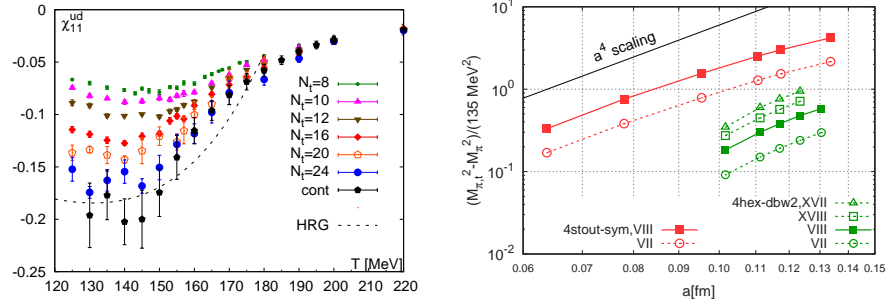 χ₁₁ᵘᵈ
0
-0.05
-0.1
-0.15
-0.2
-0.25
120 130 140 150 160 170 180 190 200 210 220
T [MeV]
Nt=8
Nt=10
Nt=12
Nt=16
Nt=20
Nt=24
cont
HRG
(Mπ,t²-Mπ²)/(135 MeV²)
10¹
10⁰
10⁻¹
10⁻²
0.06 0.07 0.08 0.09 0.10 0.11 0.12 0.13 0.14 0.15
a[fm]
a⁴ scaling
4stout-sym,VIII
VII
4hex-dbw2,XVII
XVIII
VIII
VII